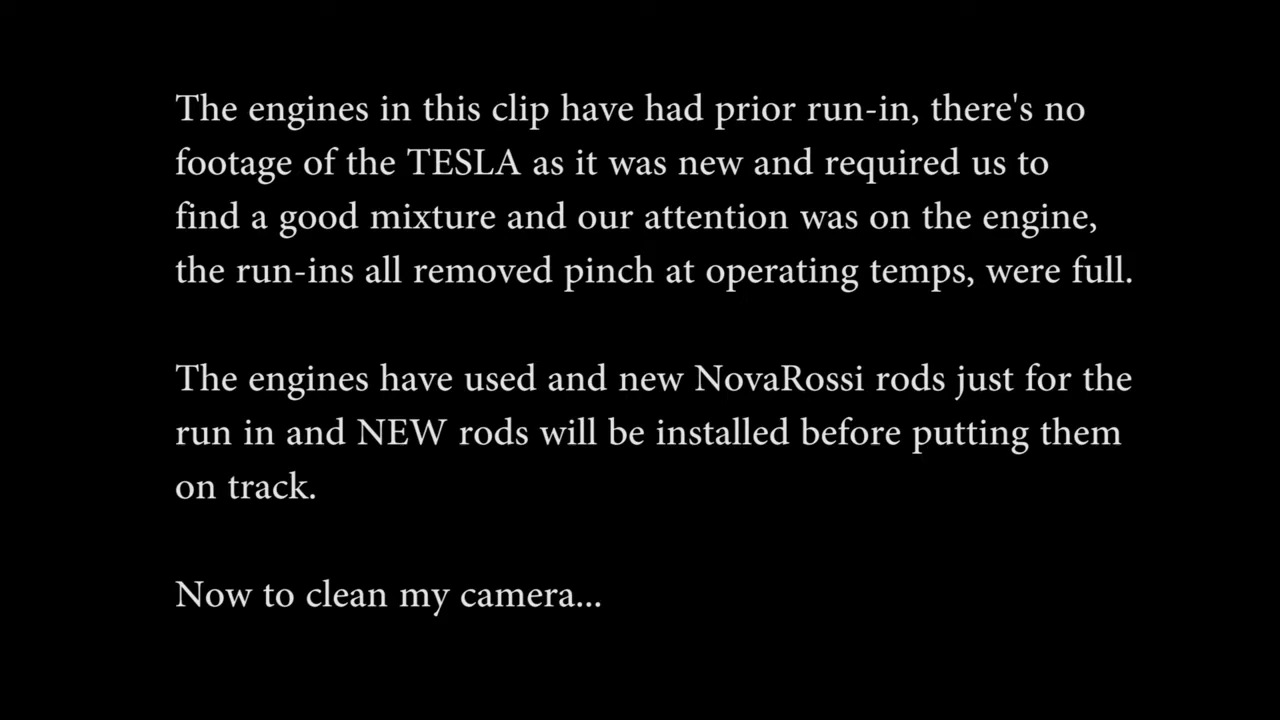 The engines in this clip have had prior run-in, there's no
footage of the TESLA as it was new and required us to
find a good mixture and our attention was on the engine,
the run-ins all removed pinch at operating temps, were full.
The engines have used and new NovaRossi rods just for the
run in and NEW rods will be installed before putting them
on track.
Now to clean my camera...